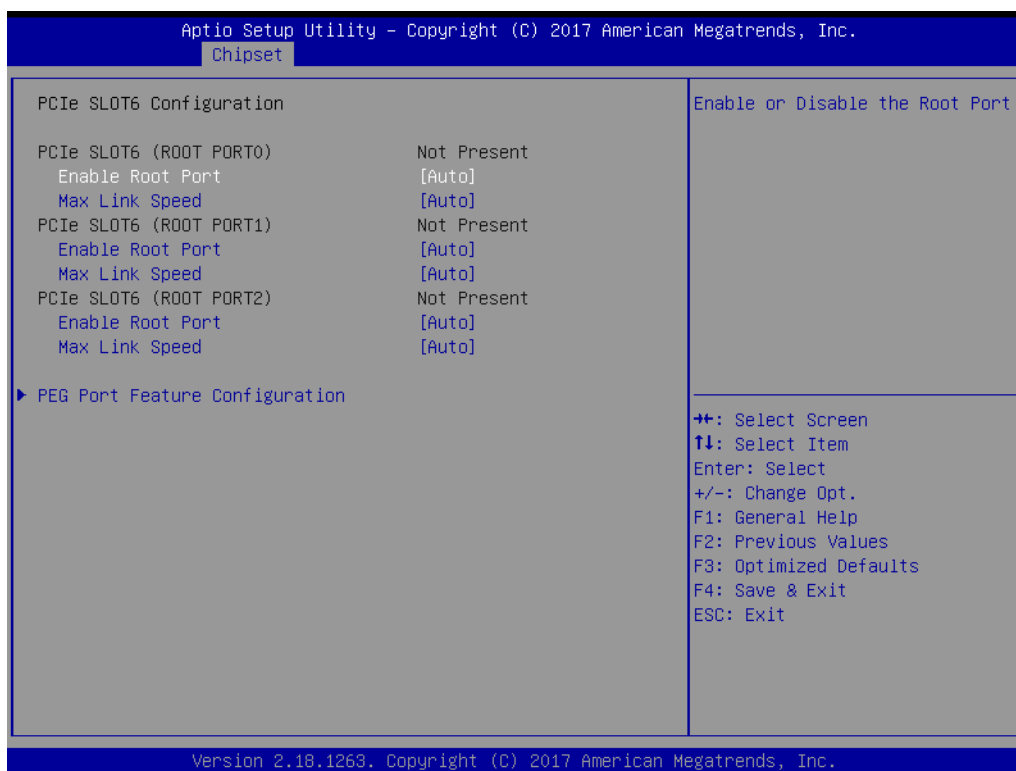 Aptio Setup Utility – Copyright (C) 2017 American Megatrends, Inc.
Chipset
PCIe SLOT6 Configuration
PCIe SLOT6 (ROOT PORT0) Not Present
Enable Root Port [Auto]
Max Link Speed [Auto]
PCIe SLOT6 (ROOT PORT1) Not Present
Enable Root Port [Auto]
Max Link Speed [Auto]
PCIe SLOT6 (ROOT PORT2) Not Present
Enable Root Port [Auto]
Max Link Speed [Auto]
PEG Port Feature Configuration
Enable or Disable the Root Port
→←: Select Screen
↑↓: Select Item
Enter: Select
+/-: Change Opt.
F1: General Help
F2: Previous Values
F3: Optimized Defaults
F4: Save & Exit
ESC: Exit
Version 2.18.1263. Copyright (C) 2017 American Megatrends, Inc.